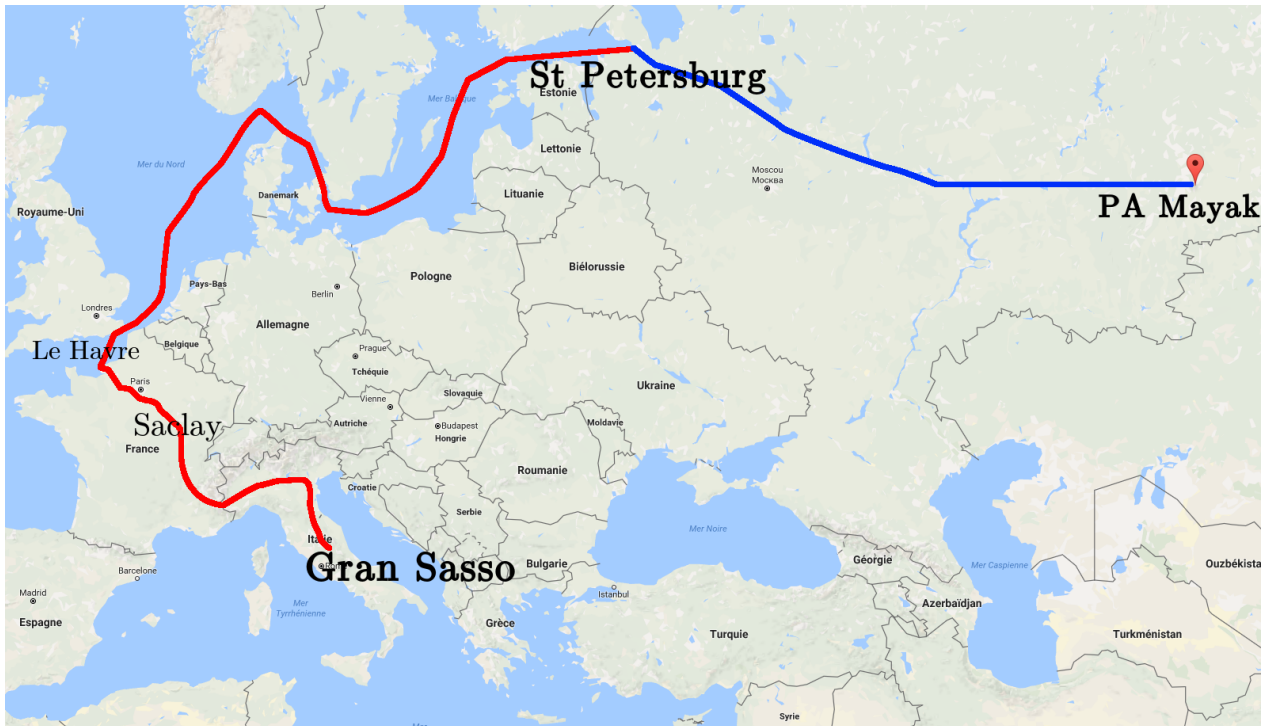 St Petersburg
Mer Baltique
Estonie
Mer du Nord
Lettonie
Moscou
Москва
Danemark
Lituanie
Royaume-Uni
PA Mayak
Biélorussie
Pologne
Pays-Bas
Berlin
Londres
Allemagne
Belgique
Le Havre
Prague
Tchéquie
Paris
Ukraine
Slovaquie
Vienne
Autriche
Saclay
Budapest
Hongrie
Moldavie
France
Roumanie
Croatie
Serbie
Mer Noire
Italie
Gran Sasso
Rome
Bulgarie
Géorgie
Mer Caspienne
Ouzbékista
Barcelone
Madrid
Istanbul
Azerbaïdjan
Mer
Tyrrhénienne
Espagne
Grèce
Turquie
Turkménistan
Syrie
Mer